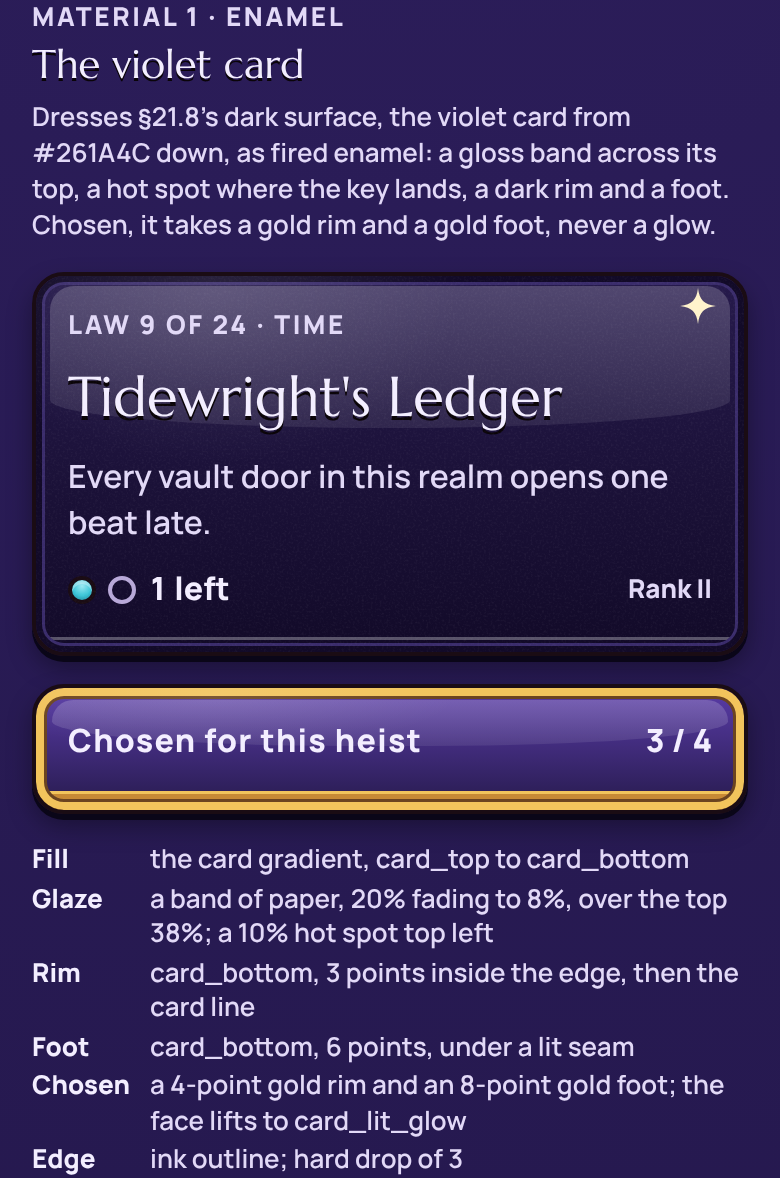 MATERIAL 1 · ENAMEL
The violet card
Dresses §21.8’s dark surface, the violet card from
#261A4C down, as fired enamel: a gloss band across its
top, a hot spot where the key lands, a dark rim and a foot.
Chosen, it takes a gold rim and a gold foot, never a glow.
LAW 9 OF 24 · TIME
Tidewright's Ledger
Every vault door in this realm opens one
beat late.
1 left
Rank II
Chosen for this heist
3 / 4
Fill the card gradient, card_top to card_bottom
Glaze a band of paper, 20% fading to 8%, over the top
38%; a 10% hot spot top left
Rim card_bottom, 3 points inside the edge, then the
card line
Foot card_bottom, 6 points, under a lit seam
Chosen a 4-point gold rim and an 8-point gold foot; the
face lifts to card_lit_glow
Edge ink outline; hard drop of 3